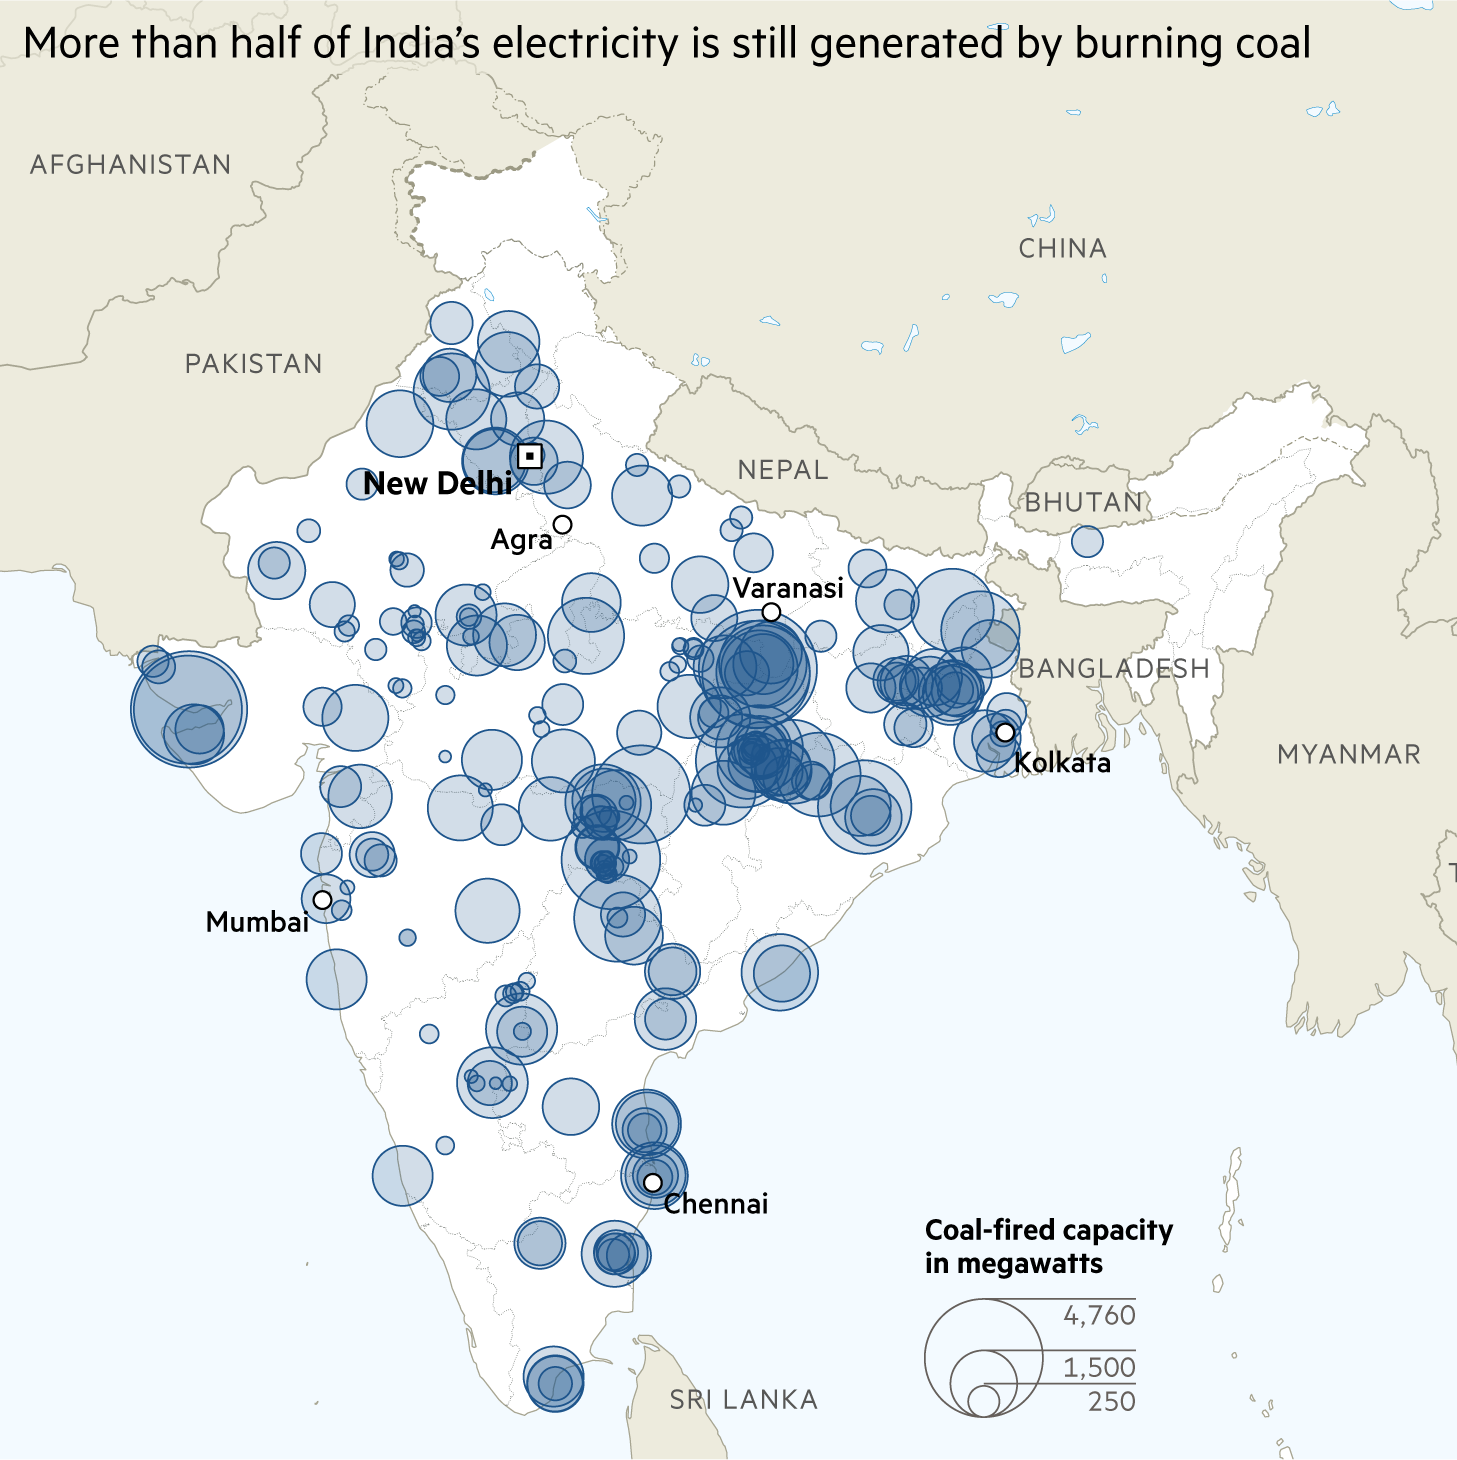 More than half of India's electricity is still generated by burning coal
AFGHANISTAN
CHINA
PAKISTAN
NEPAL
New Delhi
BHUTAN
Agra
Varanasi
BANGLADESH
MYANMAR
Kolkata
Mumbai
Chennai
Coal-fired capacity
in megawatts
4,760
1,500
250
SRI LANKA